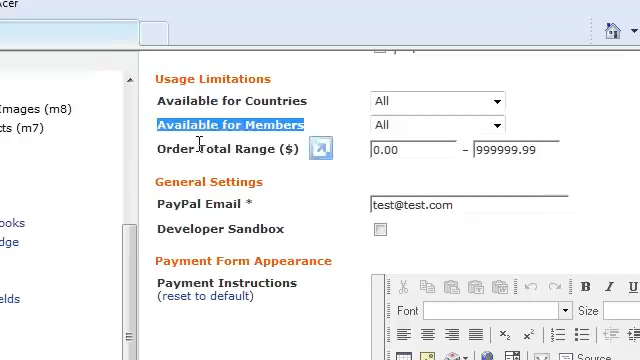 Acer
Usage Limitations
Images (m8)
Available for Countries All
cts (m7)
Available for Members All
Order Total Range ($) 0.00 – 999999.99
General Settings
PayPal Email * test@test.com
ooks
Developer Sandbox
dge
Payment Form Appearance
Payment Instructions
elds
(reset to default)
B I U
Font Size